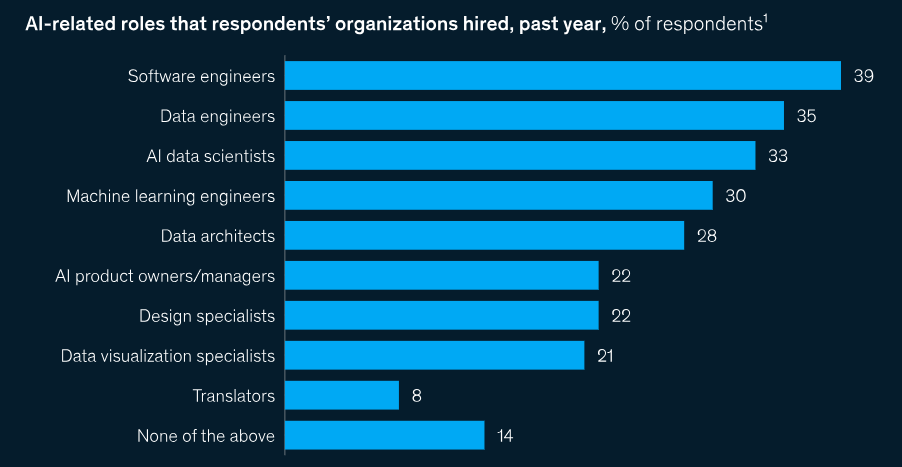 AI-related roles that respondents’ organizations hired, past year, % of respondents¹
Software engineers 39
Data engineers 35
AI data scientists 33
Machine learning engineers 30
Data architects 28
AI product owners/managers 22
Design specialists 22
Data visualization specialists 21
Translators 8
None of the above 14